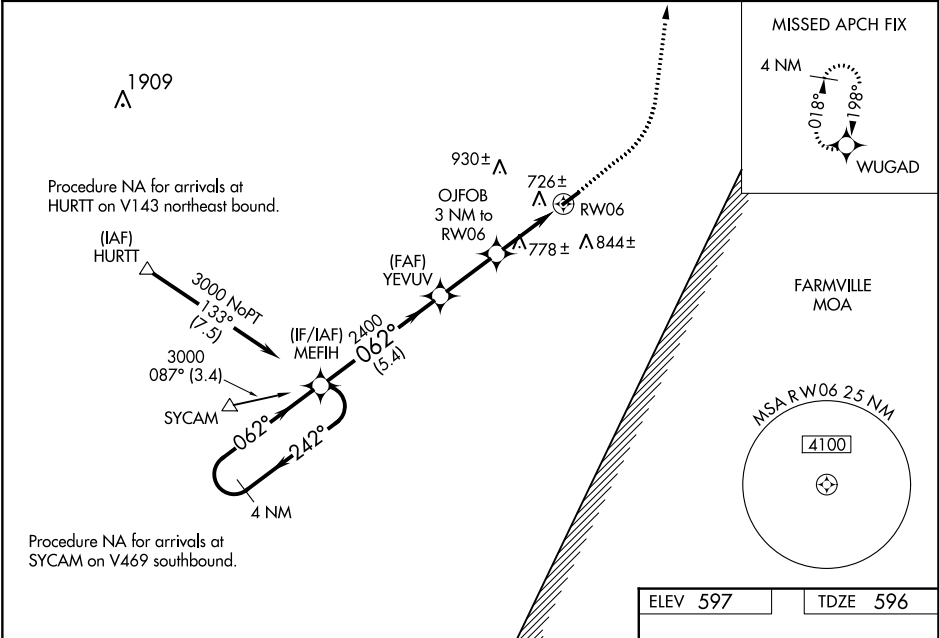 MISSED APCH FIX
4 NM
018°
198°
WUGAD
1909
930±
726±
OJFOB
3 NM to
RW06
RW06
778±
844±
Procedure NA for arrivals at
HURTT on V143 northeast bound.
(IAF)
HURTT
3000 NoPT
133°
(7.5)
(FAF)
YEVUV
(IF/IAF)
MEFIH
2400
062°
(5.4)
3000
087° (3.4)
SYCAM
062°
242°
4 NM
FARMVILLE
MOA
MSA RW06 25 NM
4100
Procedure NA for arrivals at
SYCAM on V469 southbound.
ELEV 597
TDZE 596